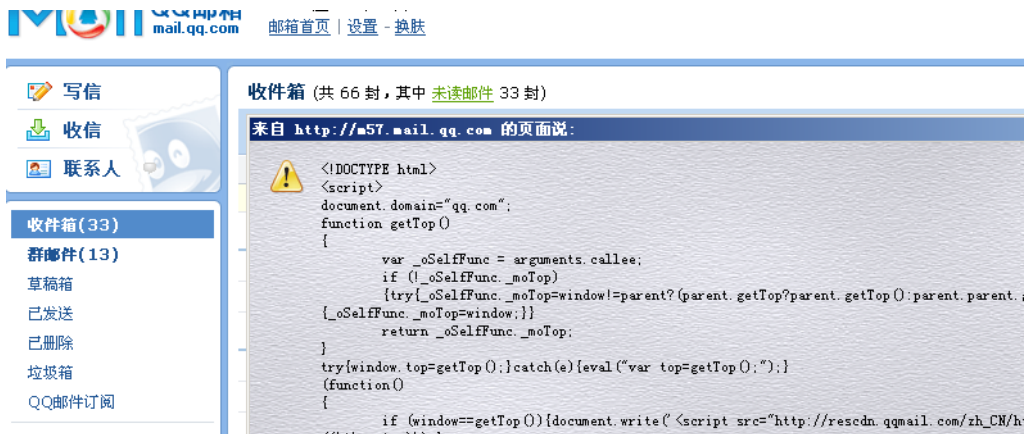 mail.qq.com
邮箱首页 | 设置 - 换肤
写信
收信
联系人
收件箱(33)
群邮件(13)
草稿箱
已发送
已删除
垃圾箱
QQ邮件订阅
收件箱 (共 66 封，其中 未读邮件 33 封)
来自 http://m57.mail.qq.com 的页面说:
<!DOCTYPE html>
<script>
document.domain="qq.com";
function getTop()
{
var _oSelfFunc = arguments.callee;
if (!_oSelfFunc._moTop)
{try{_oSelfFunc._moTop=window!=parent?(parent.getTop?parent.getTop():parent.parent.
{_oSelfFunc._moTop=window;}}
return _oSelfFunc._moTop;
}
try{window.top=getTop();}catch(e){eval("var top=getTop();");}
(function()
{
if (window==getTop()){document.write("<script src="http://rescdn.qqmail.com/zh_CN/h